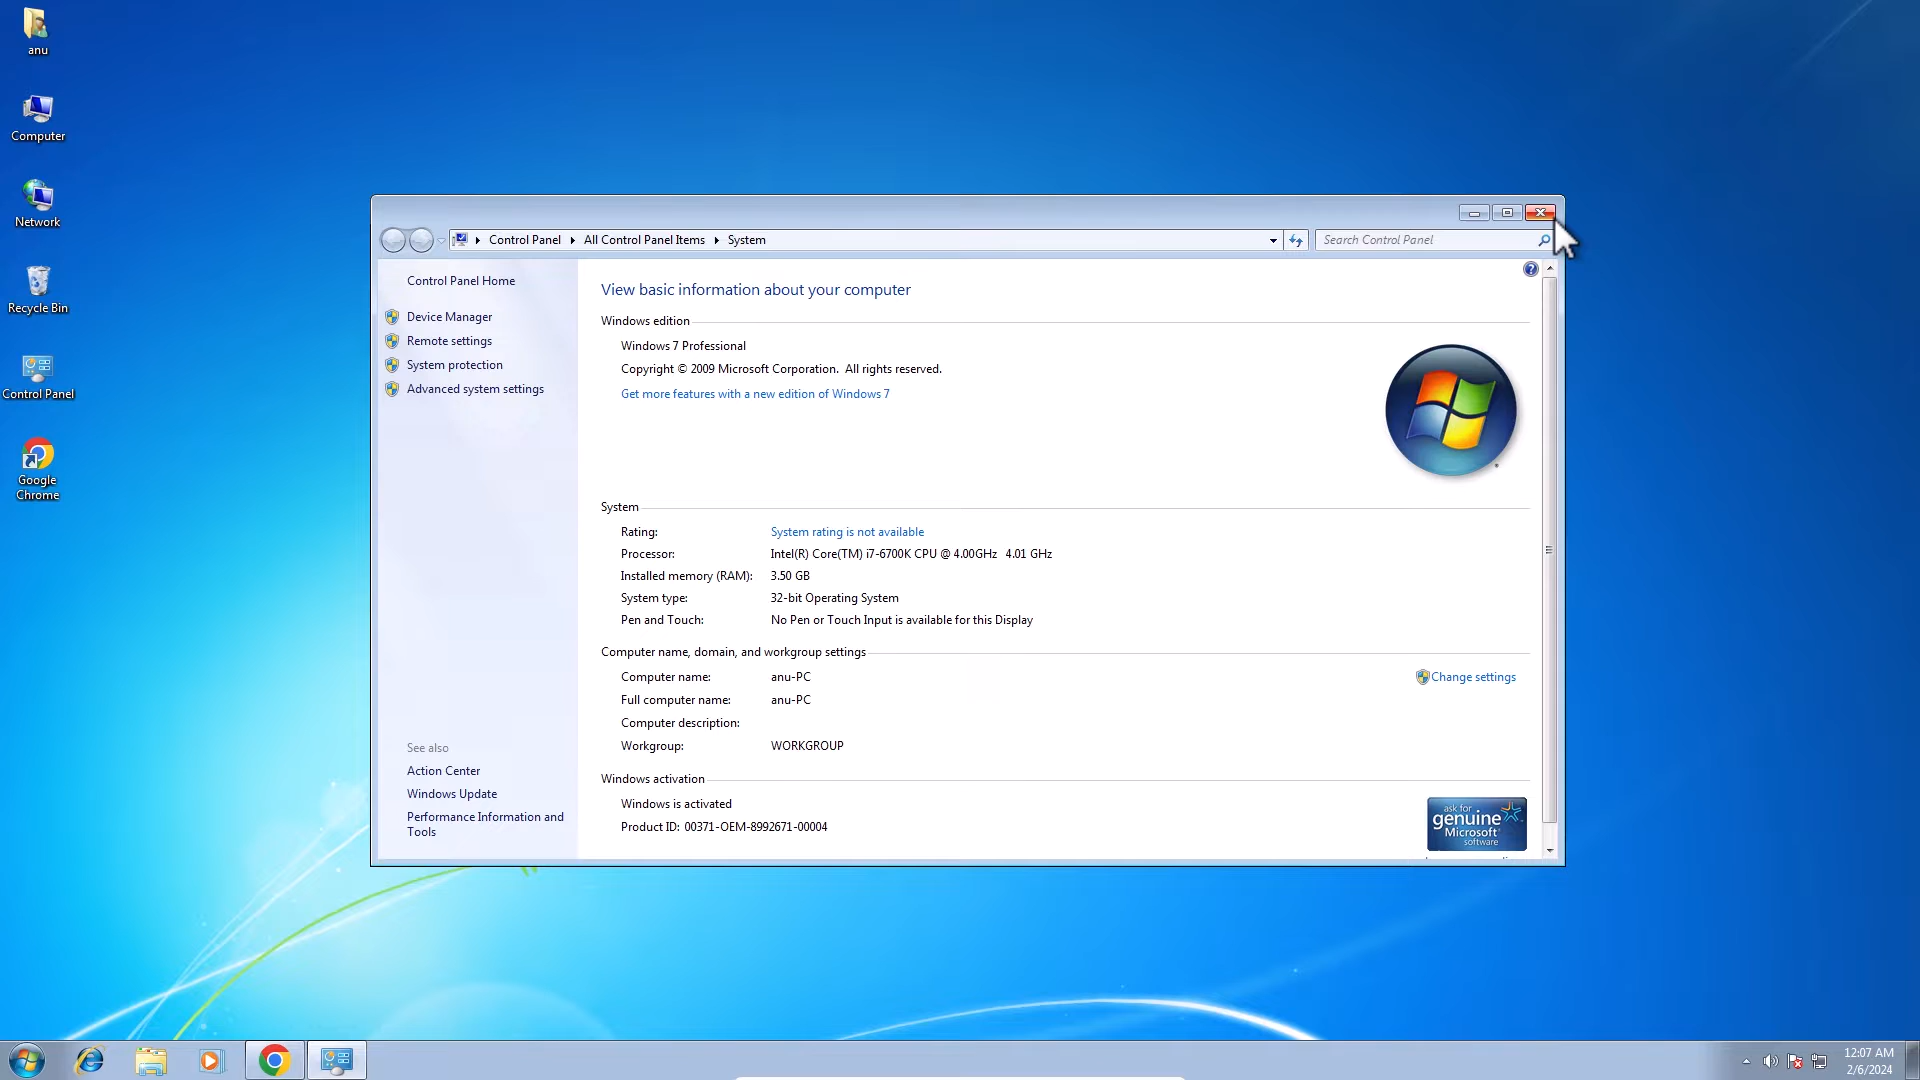 anu
Computer
Network
Recycle Bin
Control Panel
Google
Chrome
Control Panel
All Control Panel Items
System
Search Control Panel
Control Panel Home
Device Manager
Remote settings
System protection
Advanced system settings
See also
Action Center
Windows Update
Performance Information and
Tools
View basic information about your computer
Windows edition
Windows 7 Professional
Copyright © 2009 Microsoft Corporation. All rights reserved.
Get more features with a new edition of Windows 7
System
Rating: System rating is not available
Processor: Intel(R) Core(TM) i7-6700K CPU @ 4.00GHz 4.01 GHz
Installed memory (RAM): 3.50 GB
System type: 32-bit Operating System
Pen and Touch: No Pen or Touch Input is available for this Display
Computer name, domain, and workgroup settings
Computer name: anu-PC
Change settings
Full computer name: anu-PC
Computer description:
Workgroup: WORKGROUP
Windows activation
Windows is activated
Product ID: 00371-OEM-8992671-00004
ask for
genuine
Microsoft
software
12:07 AM
2/6/2024